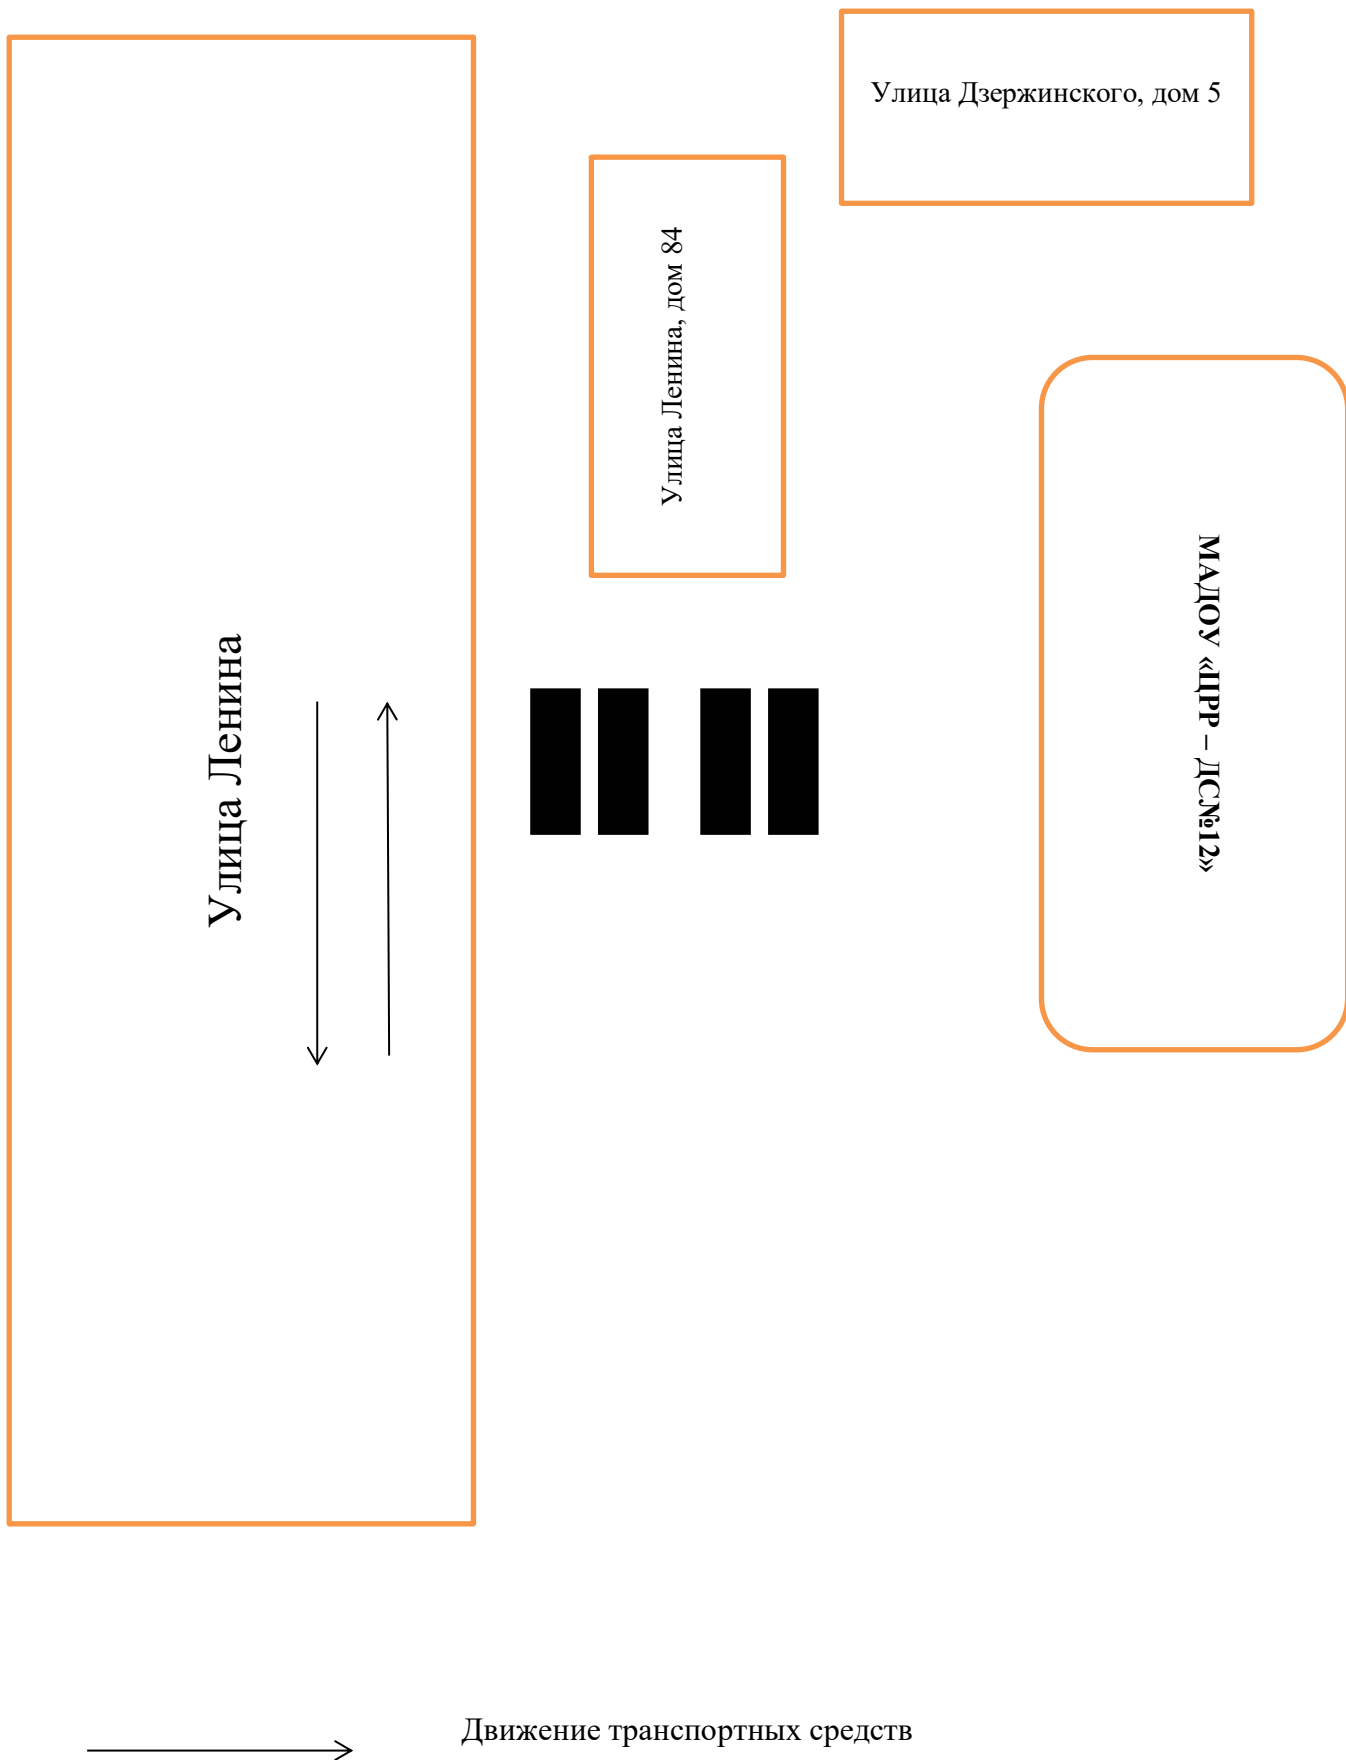 Улица Дзержинского, дом 5
Улица Ленина, дом 84
МАДОУ «ЦРР – ДС№12»
Улица Ленина
Движение транспортных средств